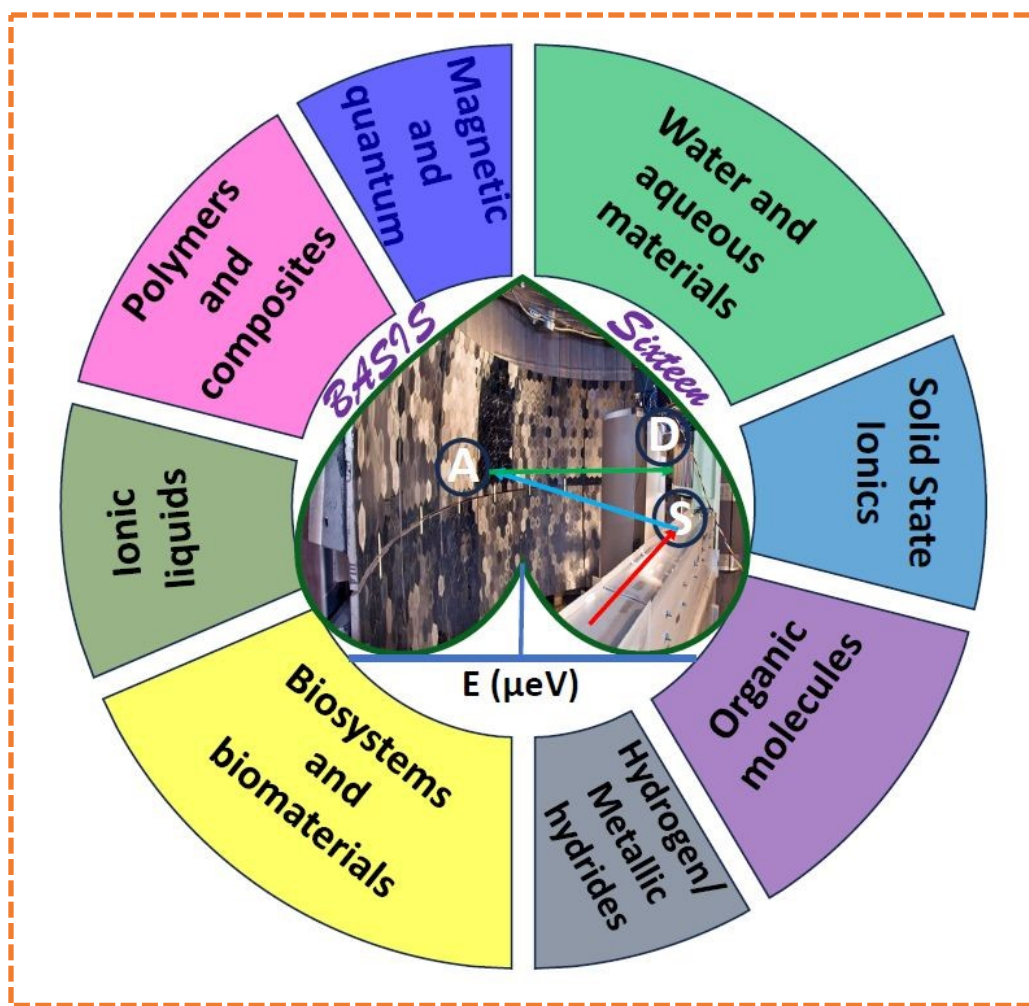 Magnetic
and
quantum
Water and
aqueous
materials
Solid State
Ionics
Organic
molecules
Hydrogen/
Metallic
hydrides
Biosystems
and
biomaterials
Ionic
liquids
Polymers
and
composites
BASIS
Sixteen
A
D
S
E (µeV)